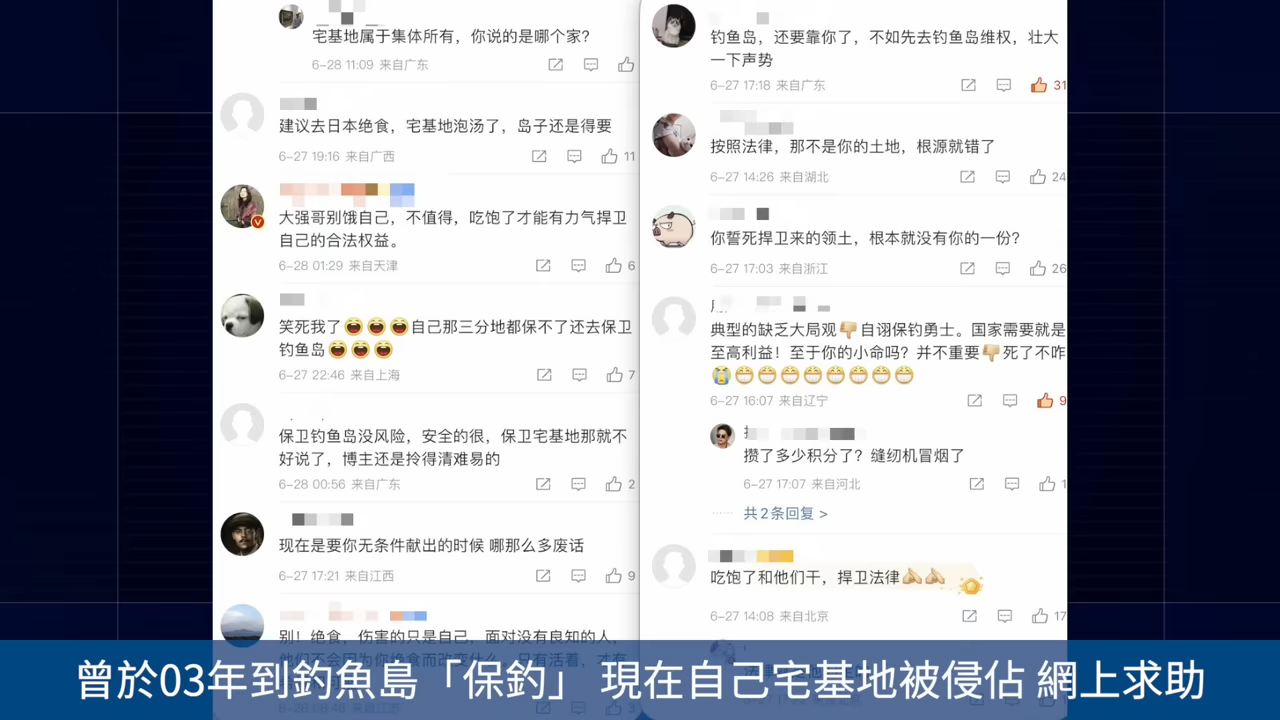 宅基地属于集体所有，你说的是哪个家?
6-28 11:09 来自广东
建议去日本绝食，宅基地泡汤了，岛子还是得要
6-27 19:16 来自广西
11
大强哥别饿自己，不值得，吃饱了才能有力气捍卫
自己的合法权益。
6-28 01:29 来自天津
6
笑死我了😄😄😄自己那三分地都保不了还去保卫
钓鱼岛😄😄😄
6-27 22:46 来自上海
7
保卫钓鱼岛没风险，安全的很，保卫宅基地那就不
好说了，博主还是拎得清难易的
6-28 00:56 来自广东
2
现在是要你无条件献出的时候 哪那么多废话
6-27 17:21 来自江西
9
别！绝食，伤害的只是自己，面对没有良知的人，
他们不会因为你绝食而改变什么，只有活着，才有
钓鱼岛，还要靠你了，不如先去钓鱼岛维权，壮大
一下声势
6-27 17:18 来自广东
31
按照法律，那不是你的土地，根源就错了
6-27 14:26 来自湖北
24
你誓死捍卫来的领土，根本就没有你的一份?
6-27 17:03 来自浙江
26
典型的缺乏大局观👎自诩保钓勇士。国家需要就是
至高利益！至于你的小命吗？并不重要👎死了不咋
😭😁😁😁😁😁😁😁😁
6-27 16:07 来自辽宁
9
攒了多少积分了？缝纫机冒烟了
6-27 17:07 来自河北
1
共2条回复 >
吃饱了和他们干，捍卫法律💪💪
6-27 14:08 来自北京
17
曾於03年到釣魚島「保釣」 現在自己宅基地被侵佔 網上求助